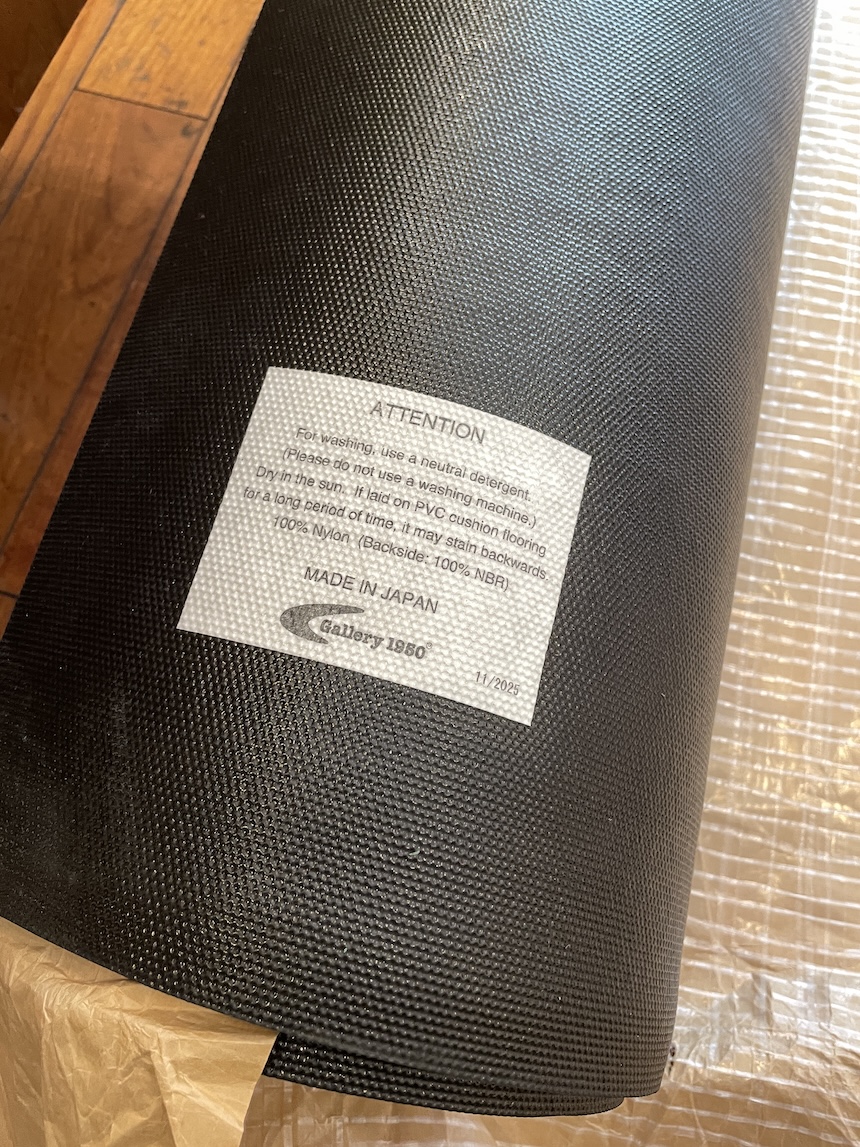 ATTENTION
For washing, use a neutral detergent.
(Please do not use a washing machine.)
Dry in the sun. If laid on PVC cushion flooring
for a long period of time, it may stain backwards.
100% Nylon (Backside; 100% NBR)
MADE IN JAPAN
Gallery 1950®
11/2025